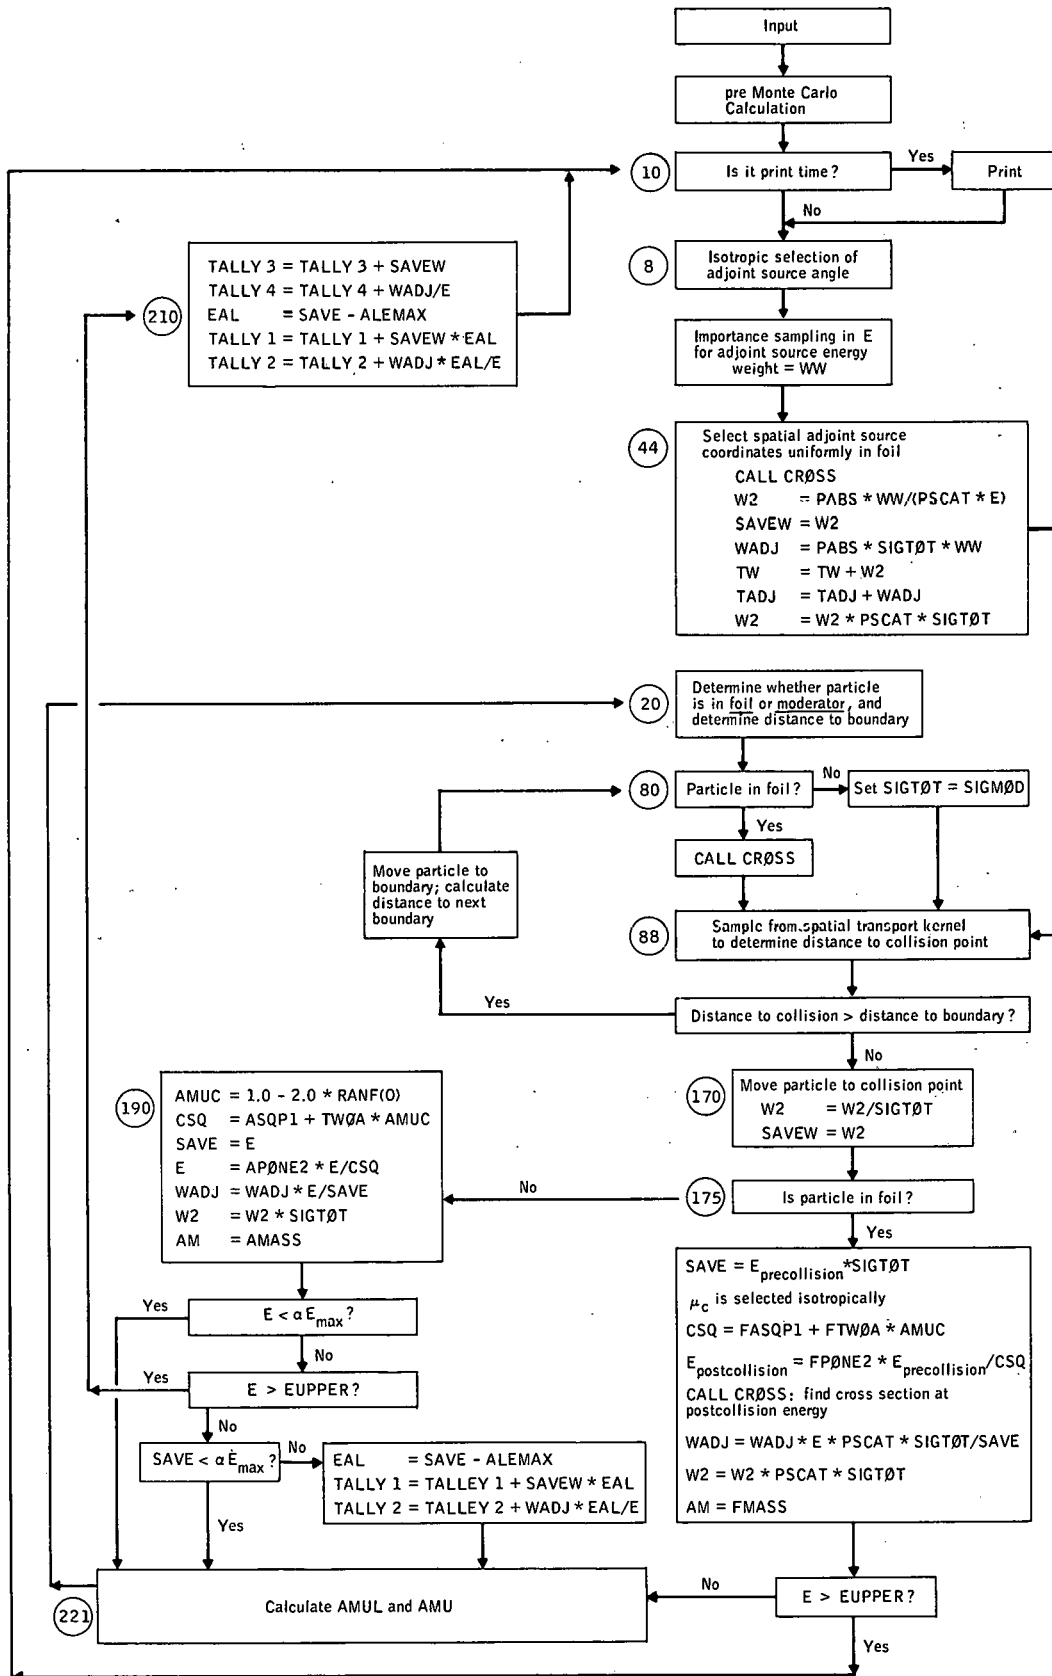 Input
pre Monte Carlo
Calculation
10
Is it print time?
Yes
Print
No
8
Isotropic selection of
adjoint source angle
210
TALLY 3 = TALLY 3 + SAVEW
TALLY 4 = TALLY 4 + WADJ/E
EAL = SAVE - ALEMAX
TALLY 1 = TALLY 1 + SAVEW * EAL
TALLY 2 = TALLY 2 + WADJ * EAL/E
Importance sampling in E
for adjoint source energy
weight = WW
44
Select spatial adjoint source
coordinates uniformly in foil
CALL CRØSS
W2 = PABS * WW/(PSCAT * E)
SAVEW = W2
WADJ = PABS * SIGTØT * WW
TW = TW + W2
TADJ = TADJ + WADJ
W2 = W2 * PSCAT * SIGTØT
20
Determine whether particle
is in foil or moderator, and
determine distance to boundary
80
Particle in foil?
No
Set SIGTØT = SIGMØD
Yes
CALL CRØSS
Move particle to
boundary; calculate
distance to next
boundary
88
Sample from spatial transport kernel
to determine distance to collision point
Yes
Distance to collision > distance to boundary?
No
170
Move particle to collision point
W2 = W2/SIGTØT
SAVEW = W2
190
AMUC = 1.0 - 2.0 * RANF(0)
CSQ = ASQP1 + TWØA * AMUC
SAVE = E
E = APØNE2 * E/CSQ
WADJ = WADJ * E/SAVE
W2 = W2 * SIGTØT
AM = AMASS
No
175
Is particle in foil?
Yes
SAVE = Eprecollision*SIGTØT
μc is selected isotropically
CSQ = FASQP1 + FTWØA * AMUC
Epostcollision = FPØNE2 * Eprecollision/CSQ
CALL CRØSS: find cross section at
postcollision energy
WADJ = WADJ * E * PSCAT * SIGTØT/SAVE
W2 = W2 * PSCAT * SIGTØT
AM = FMASS
Yes
E < αEmax?
No
Yes
E > EUPPER?
No
SAVE < αEmax?
No
EAL = SAVE - ALEMAX
TALLY 1 = TALLEY 1 + SAVEW * EAL
TALLY 2 = TALLEY 2 + WADJ * EAL/E
Yes
221
Calculate AMUL and AMU
No
E > EUPPER?
Yes